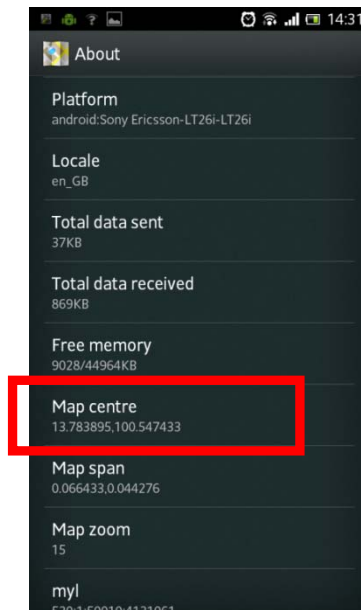 14:31
About
Platform
android:Sony Ericsson-LT26i-LT26i
Locale
en_GB
Total data sent
37KB
Total data received
869KB
Free memory
9028/44964KB
Map centre
13.783895,100.547433
Map span
0.066433,0.044276
Map zoom
15
myl